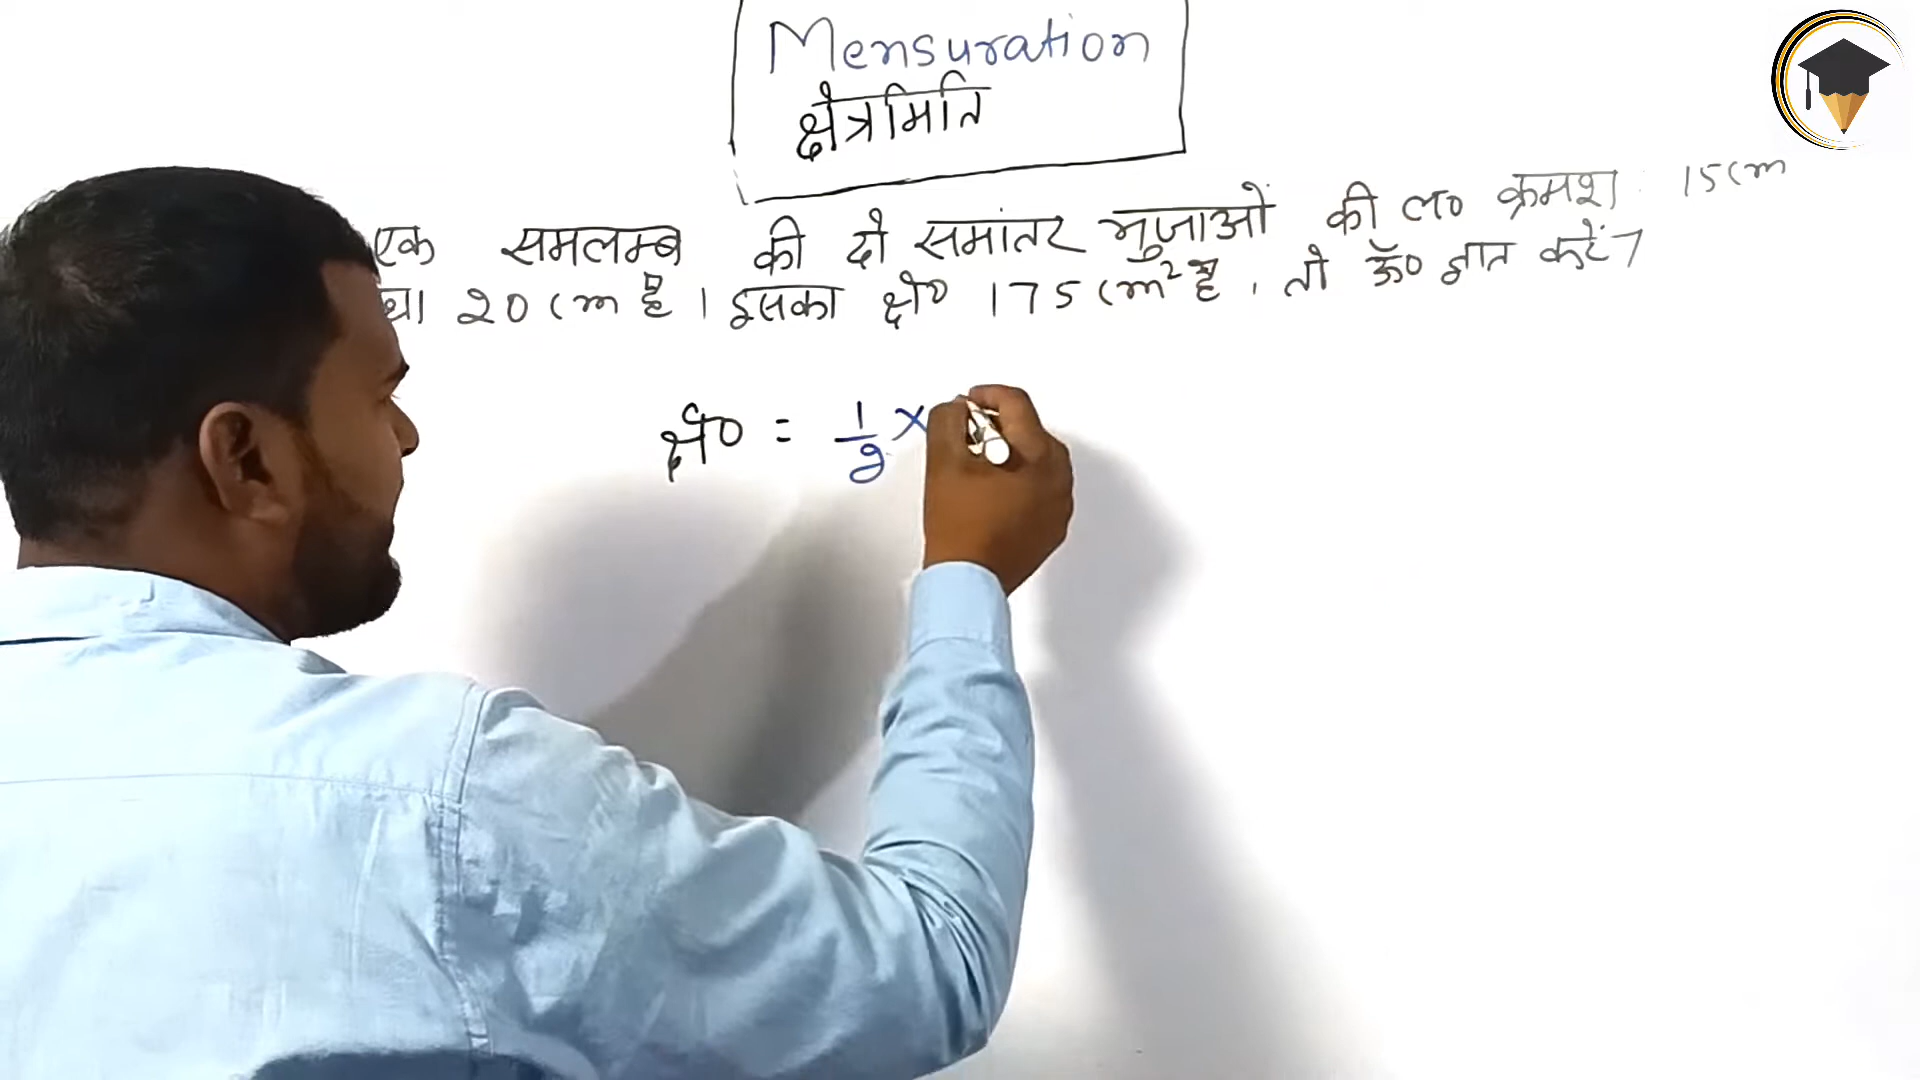 Mensuration
क्षेत्रमिति
एक समलम्ब की दो समांतर भुजाओं की ल० क्रमश: 15cm
था 20cm है। इसका क्षे० 175cm² है, तो ऊँ० ज्ञात करें?
क्षे० = 1/2 ×